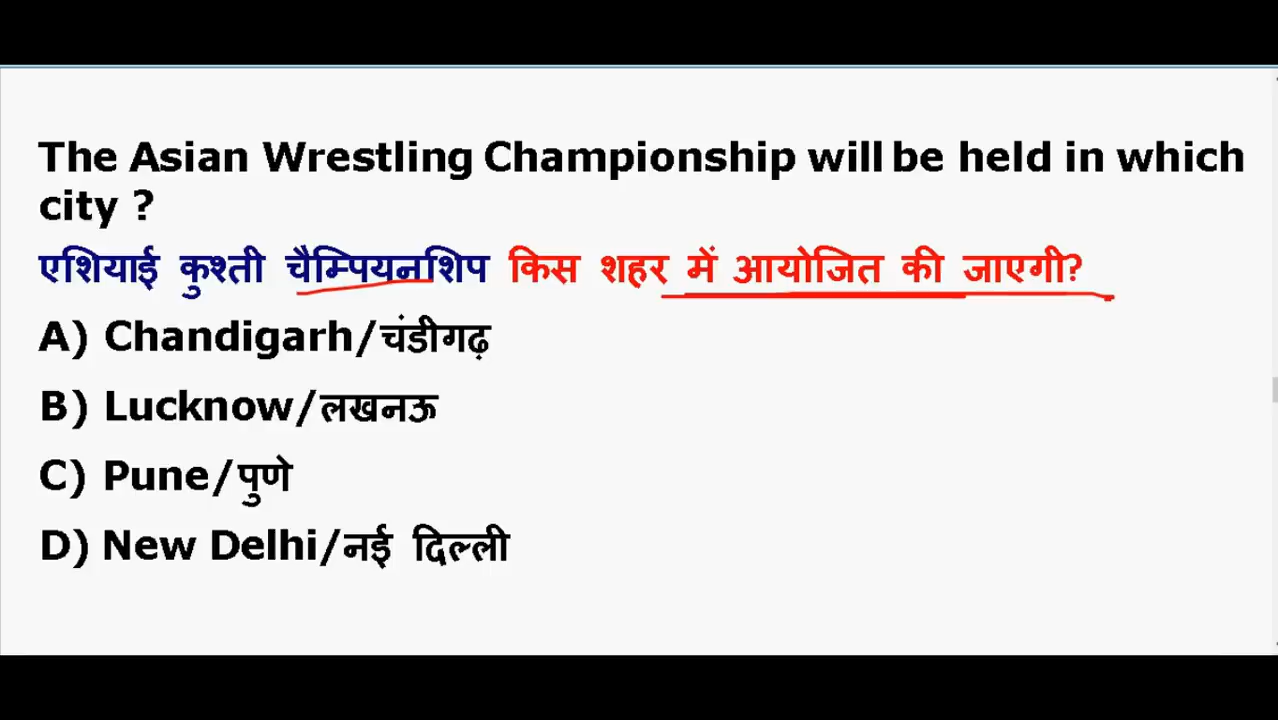 The Asian Wrestling Championship will be held in which
city ?
एशियाई कुश्ती चैम्पियनशिप किस शहर में आयोजित की जाएगी?
A) Chandigarh/चंडीगढ़
B) Lucknow/लखनऊ
C) Pune/पुणे
D) New Delhi/नई दिल्ली